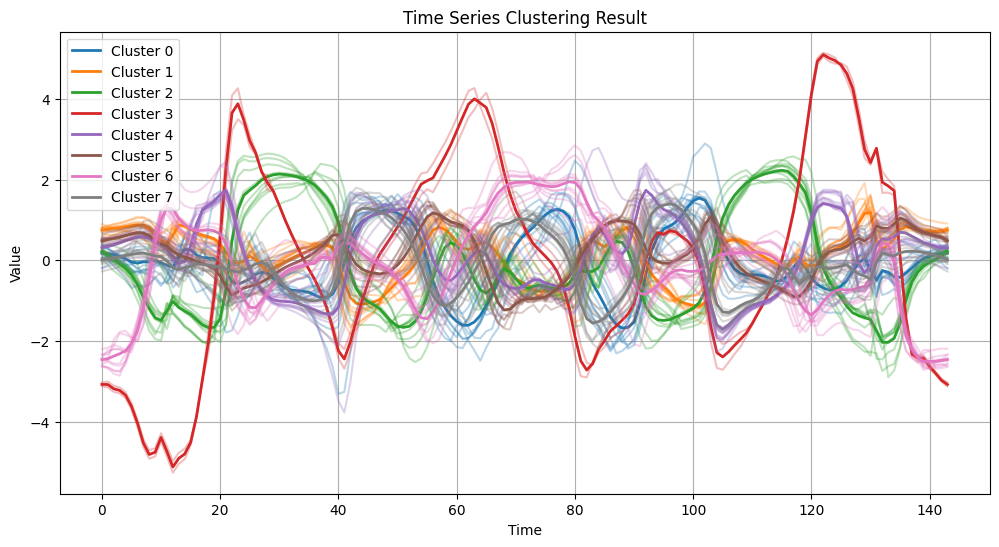 Time Series Clustering Result
Cluster 0
Cluster 1
Cluster 2
Cluster 3
Cluster 4
Cluster 5
Cluster 6
Cluster 7
Value
4
2
0
−2
−4
0 20 40 60 80 100 120 140
Time